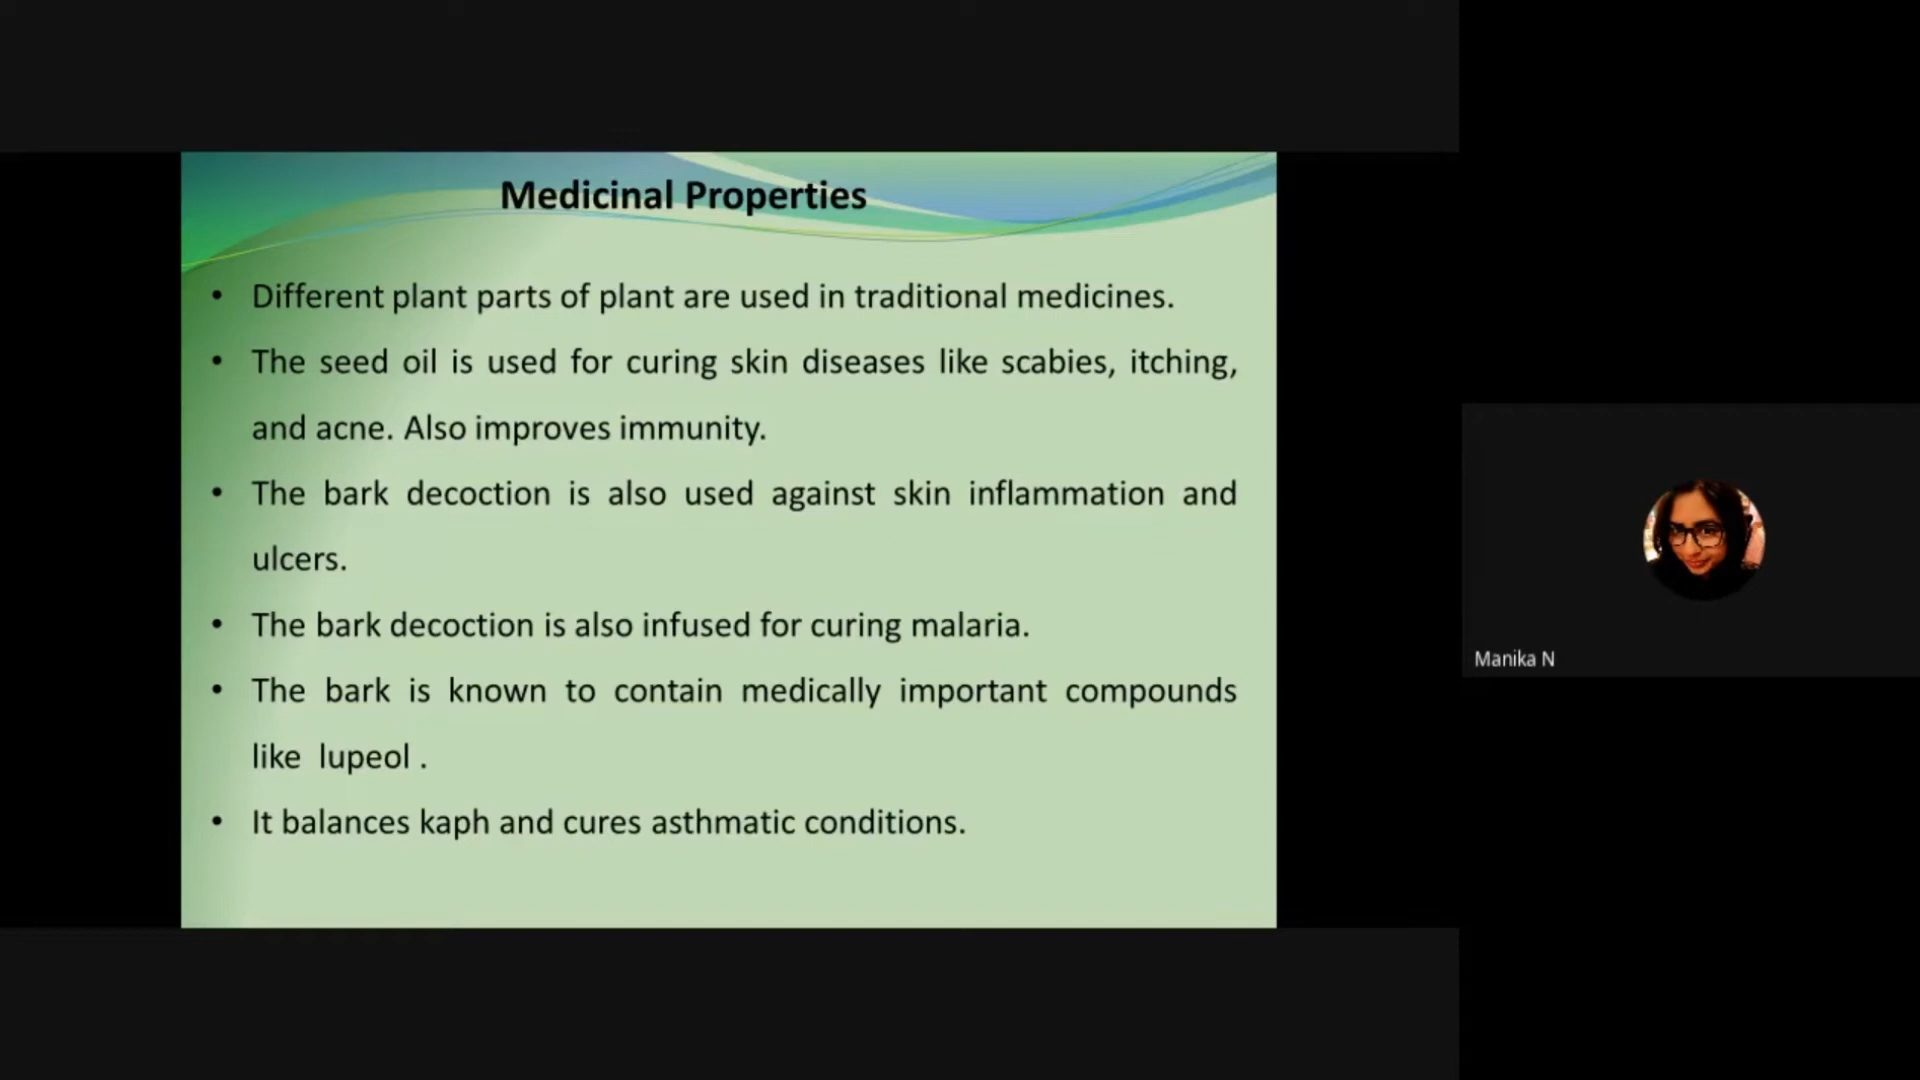 Medicinal Properties
• Different plant parts of plant are used in traditional medicines.
• The seed oil is used for curing skin diseases like scabies, itching,
and acne. Also improves immunity.
• The bark decoction is also used against skin inflammation and
ulcers.
• The bark decoction is also infused for curing malaria.
• The bark is known to contain medically important compounds
like lupeol .
• It balances kaph and cures asthmatic conditions.
Manika N